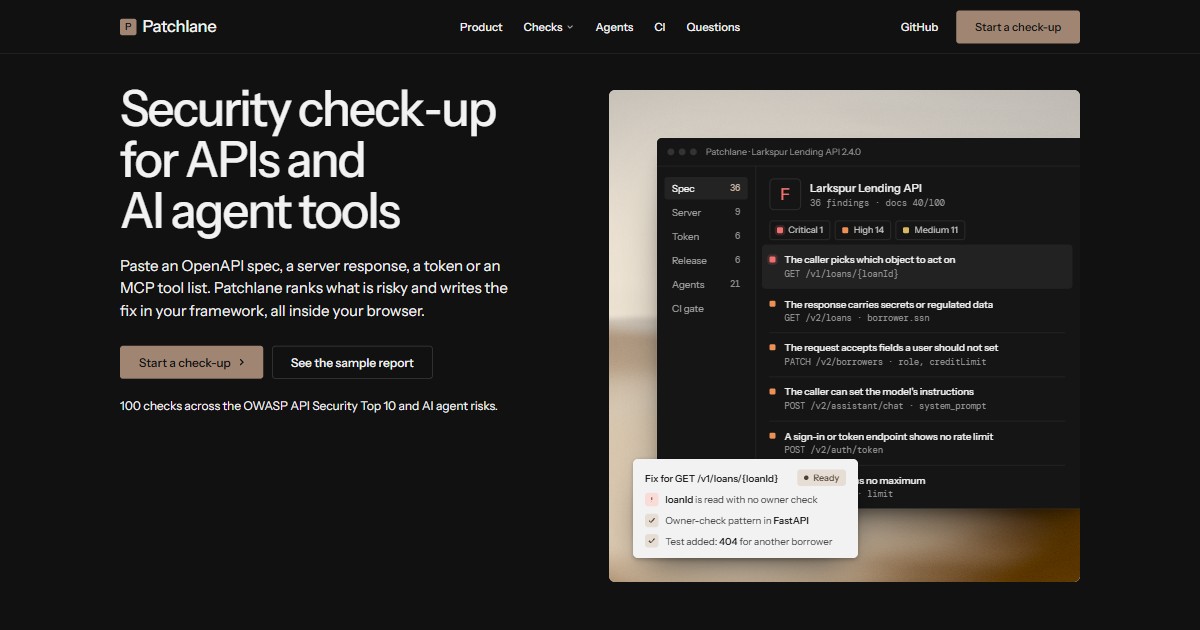 P Patchlane
Product Checks Agents CI Questions
GitHub Start a check-up
Security check-up
for APIs and
AI agent tools
Paste an OpenAPI spec, a server response, a token or an
MCP tool list. Patchlane ranks what is risky and writes the
fix in your framework, all inside your browser.
Start a check-up
See the sample report
100 checks across the OWASP API Security Top 10 and AI agent risks.
Patchlane · Larkspur Lending API 2.4.0
Spec 36
Server 9
Token 6
Release 6
Agents 21
CI gate
F
Larkspur Lending API
36 findings · docs 40/100
Critical 1 High 14 Medium 11
The caller picks which object to act on
GET /v1/loans/{loanId}
The response carries secrets or regulated data
GET /v2/loans · borrower.ssn
The request accepts fields a user should not set
PATCH /v2/borrowers · role, creditLimit
The caller can set the model's instructions
POST /v2/assistant/chat · system_prompt
A sign-in or token endpoint shows no rate limit
POST /v2/auth/token
no maximum
· limit
Fix for GET /v1/loans/{loanId} Ready
loanId is read with no owner check
Owner-check pattern in FastAPI
Test added: 404 for another borrower